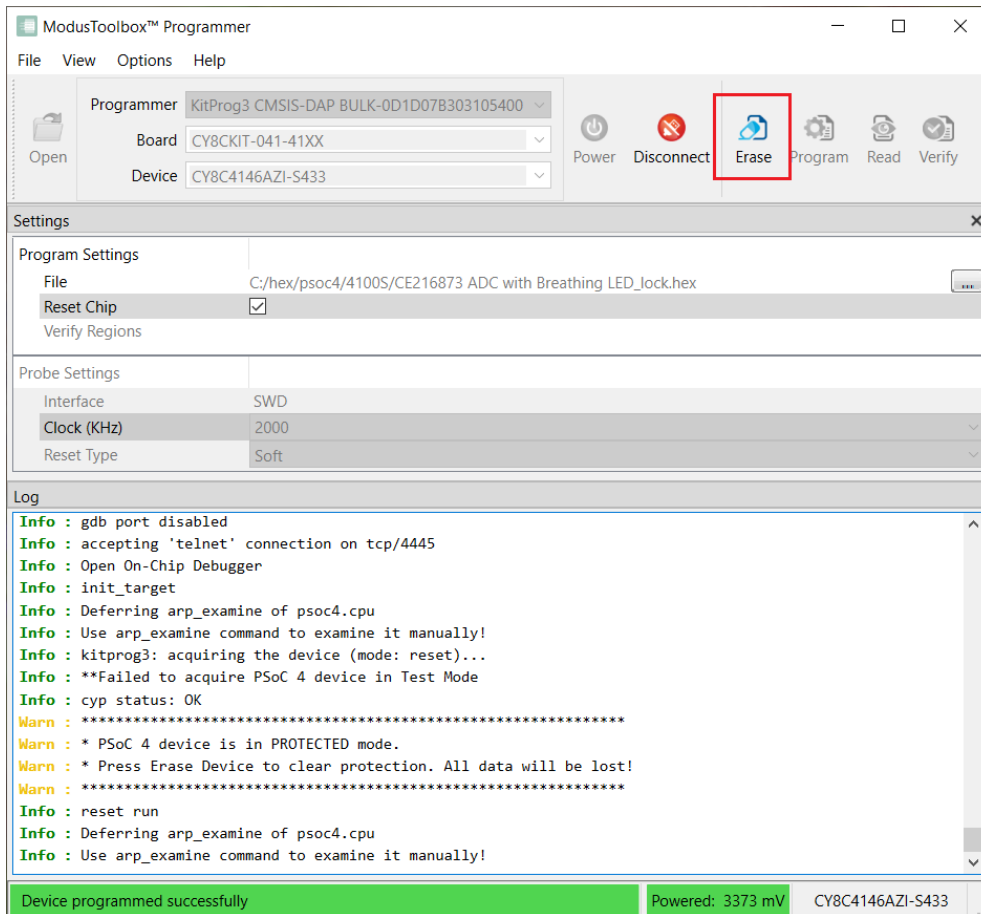 ModusToolbox™ Programmer
File View Options Help
Open
Programmer KitProg3 CMSIS-DAP BULK-0D1D07B303105400
Board CY8CKIT-041-41XX
Device CY8C4146AZI-S433
Power Disconnect Erase Program Read Verify
Settings
Program Settings
File C:/hex/psoc4/4100S/CE216873 ADC with Breathing LED_lock.hex ...
Reset Chip
Verify Regions
Probe Settings
Interface SWD
Clock (KHz) 2000
Reset Type Soft
Log
Info : gdb port disabled
Info : accepting 'telnet' connection on tcp/4445
Info : Open On-Chip Debugger
Info : init_target
Info : Deferring arp_examine of psoc4.cpu
Info : Use arp_examine command to examine it manually!
Info : kitprog3: acquiring the device (mode: reset)...
Info : **Failed to acquire PSoC 4 device in Test Mode
Info : cyp status: OK
Warn : ***************************************************************
Warn : * PSoC 4 device is in PROTECTED mode.
Warn : * Press Erase Device to clear protection. All data will be lost!
Warn : ***************************************************************
Info : reset run
Info : Deferring arp_examine of psoc4.cpu
Info : Use arp_examine command to examine it manually!
Device programmed successfully Powered: 3373 mV CY8C4146AZI-S433